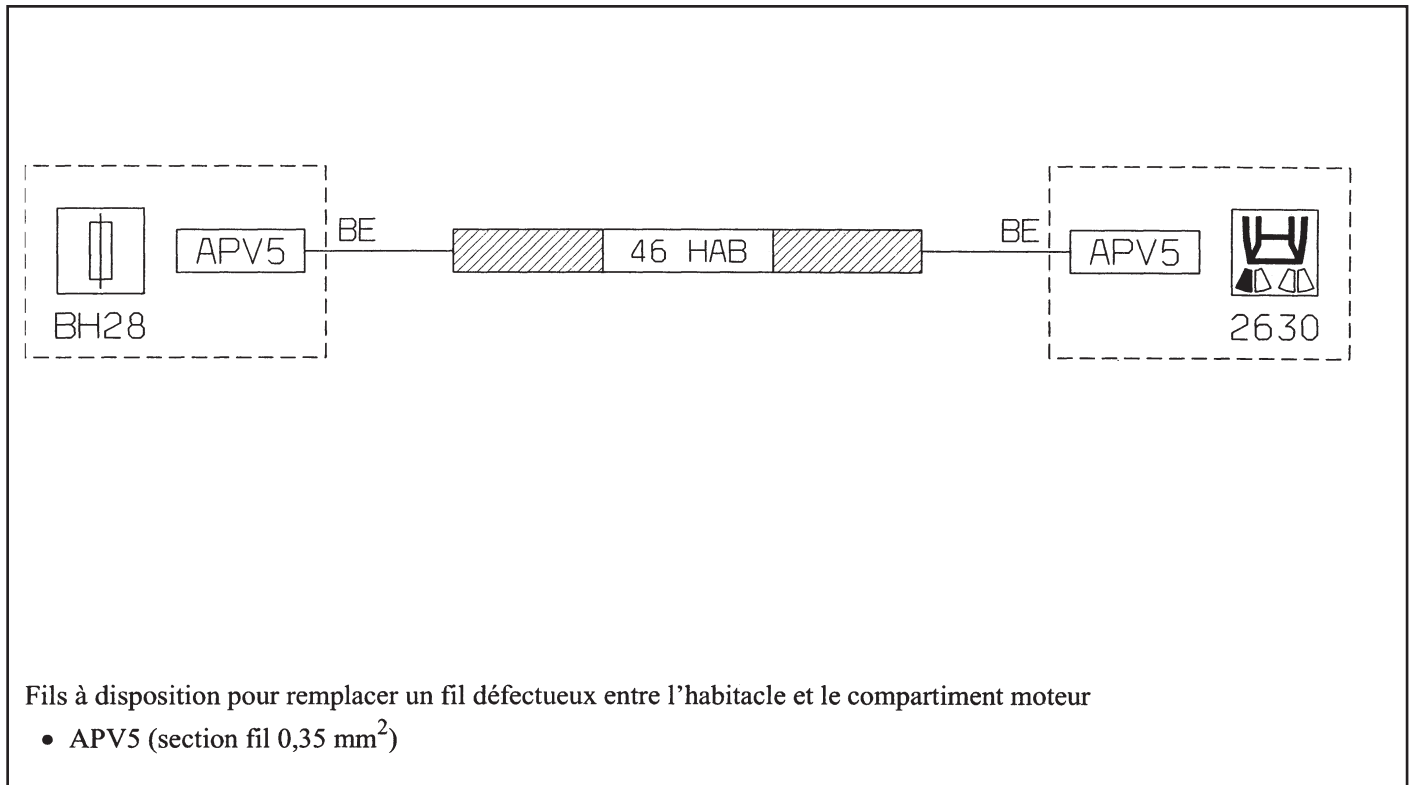 APV5 BE 46 HAB BE APV5
BH28 2630
Fils à disposition pour remplacer un fil défectueux entre l’habitacle et le compartiment moteur
• APV5 (section fil 0,35 mm²)